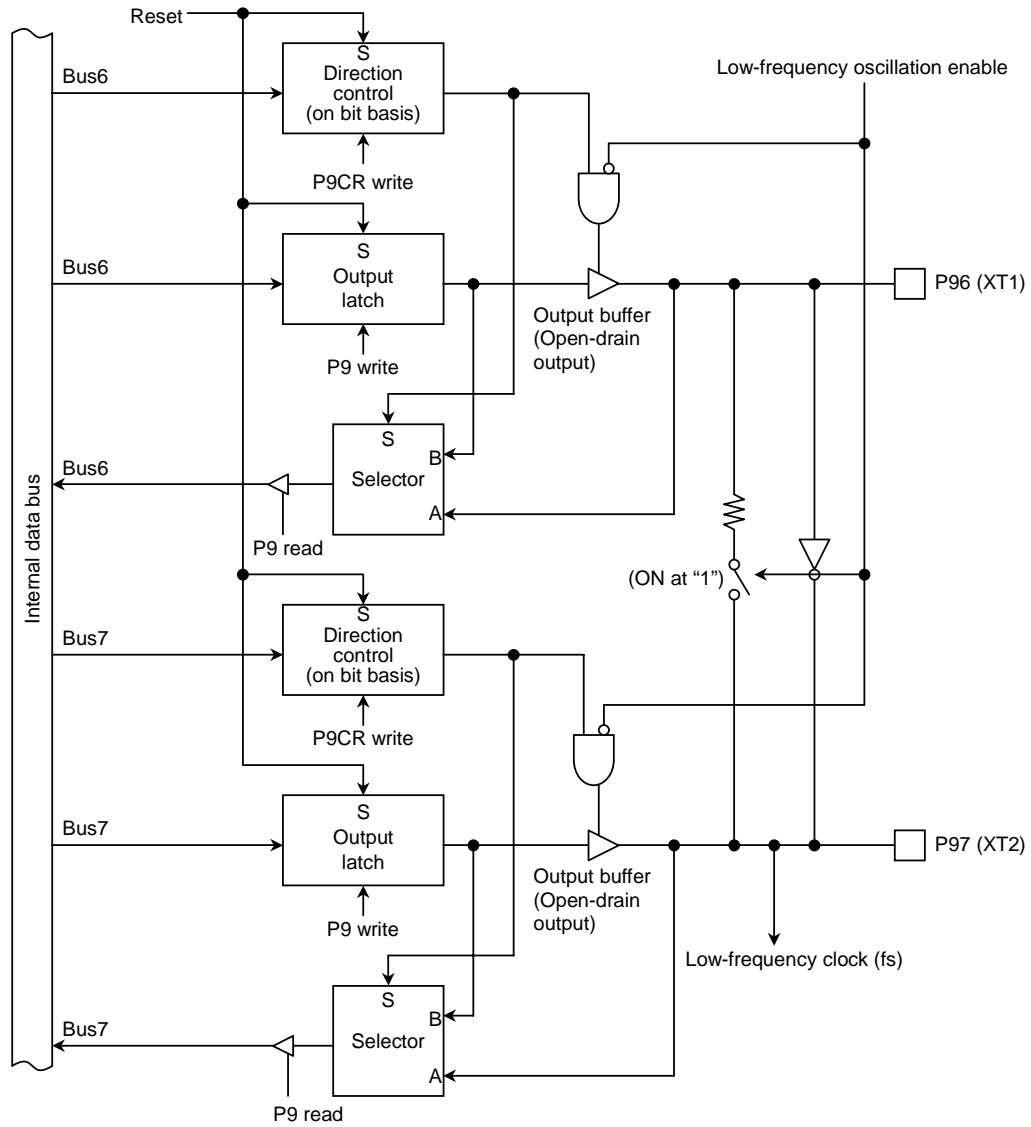 Reset
Bus6
S
Direction
control
(on bit basis)
Low-frequency oscillation enable
P9CR write
Bus6
S
Output
latch
P96 (XT1)
Output buffer
(Open-drain
output)
P9 write
S
Bus6
Selector
B
A
P9 read
(ON at “1”)
Internal data bus
S
Bus7
Direction
control
(on bit basis)
P9CR write
S
Bus7
Output
latch
P97 (XT2)
Output buffer
(Open-drain
output)
P9 write
Low-frequency clock (fs)
S
Bus7
B
Selector
A
P9 read